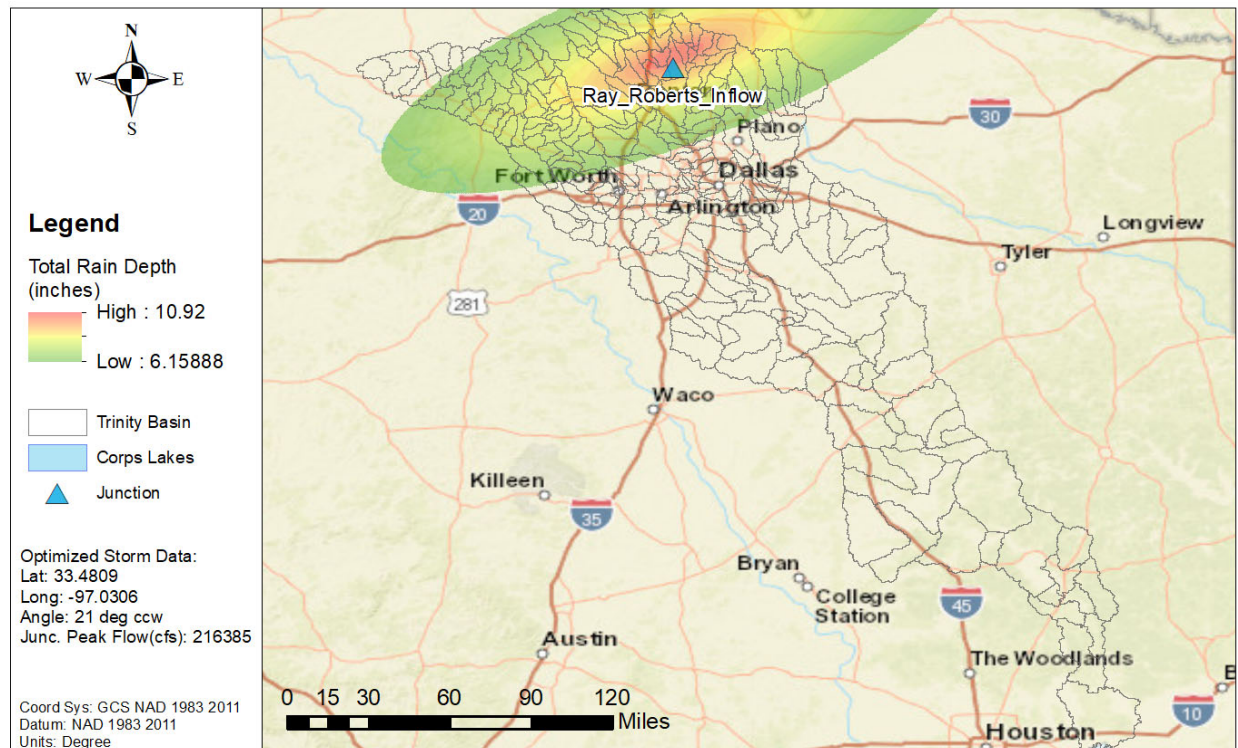 N
W
E
S
Legend
Total Rain Depth
(inches)
High : 10.92
Low : 6.15888
Trinity Basin
Corps Lakes
Junction
Optimized Storm Data:
Lat: 33.4809
Long: -97.0306
Angle: 21 deg ccw
Junc. Peak Flow(cfs): 216385
Coord Sys: GCS NAD 1983 2011
Datum: NAD 1983 2011
Units: Degree
Ray_Roberts_Inflow
30
Plano
Dallas
Fort Worth
Arlington
20
Longview
Tyler
281
Waco
Killeen
35
Bryan
College
Station
45
Austin
The Woodlands
B
10
Houston
0 15 30 60 90 120
Miles